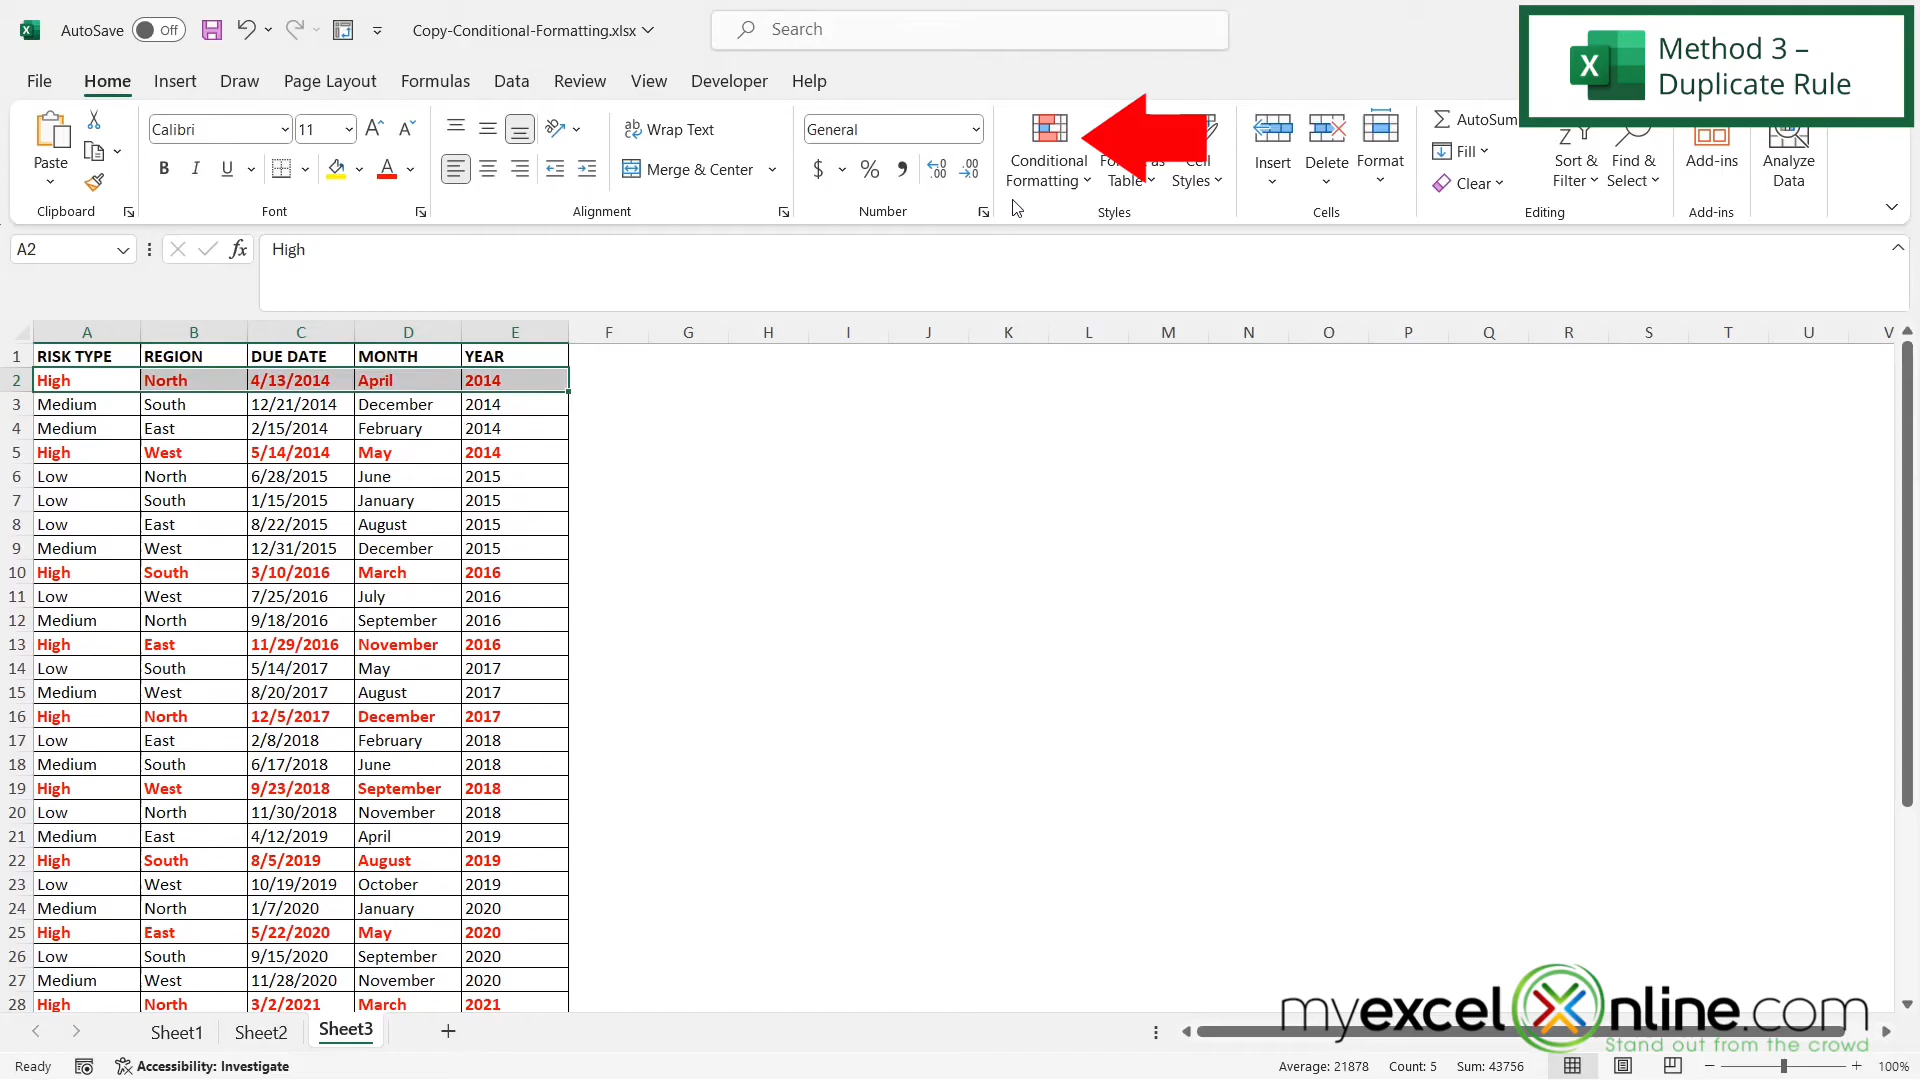 AutoSave Off Copy-Conditional-Formatting.xlsx Search
Method 3 –
Duplicate Rule
File Home Insert Draw Page Layout Formulas Data Review View Developer Help
Calibri 11 Wrap Text General AutoSum
Paste Conditional Formatting Table Cell Styles Insert Delete Format Fill Sort & Filter Find & Select Add-ins Analyze Data
B I U Merge & Center $ % Clear
Clipboard Font Alignment Number Styles Cells Editing Add-ins
A2 fx High
A B C D E F G H I J K L M N O P Q R S T U V
1 RISK TYPE REGION DUE DATE MONTH YEAR
2 High North 4/13/2014 April 2014
3 Medium South 12/21/2014 December 2014
4 Medium East 2/15/2014 February 2014
5 High West 5/14/2014 May 2014
6 Low North 6/28/2015 June 2015
7 Low South 1/15/2015 January 2015
8 Low East 8/22/2015 August 2015
9 Medium West 12/31/2015 December 2015
10 High South 3/10/2016 March 2016
11 Low West 7/25/2016 July 2016
12 Medium North 9/18/2016 September 2016
13 High East 11/29/2016 November 2016
14 Low South 5/14/2017 May 2017
15 Medium West 8/20/2017 August 2017
16 High North 12/5/2017 December 2017
17 Low East 2/8/2018 February 2018
18 Medium South 6/17/2018 June 2018
19 High West 9/23/2018 September 2018
20 Low North 11/30/2018 November 2018
21 Medium East 4/12/2019 April 2019
22 High South 8/5/2019 August 2019
23 Low West 10/19/2019 October 2019
24 Medium North 1/7/2020 January 2020
25 High East 5/22/2020 May 2020
26 Low South 9/15/2020 September 2020
27 Medium West 11/28/2020 November 2020
28 High North 3/2/2021 March 2021
myexcelonline.com
Stand out from the crowd
Sheet1 Sheet2 Sheet3
Ready Accessibility: Investigate Average: 21878 Count: 5 Sum: 43756 100%